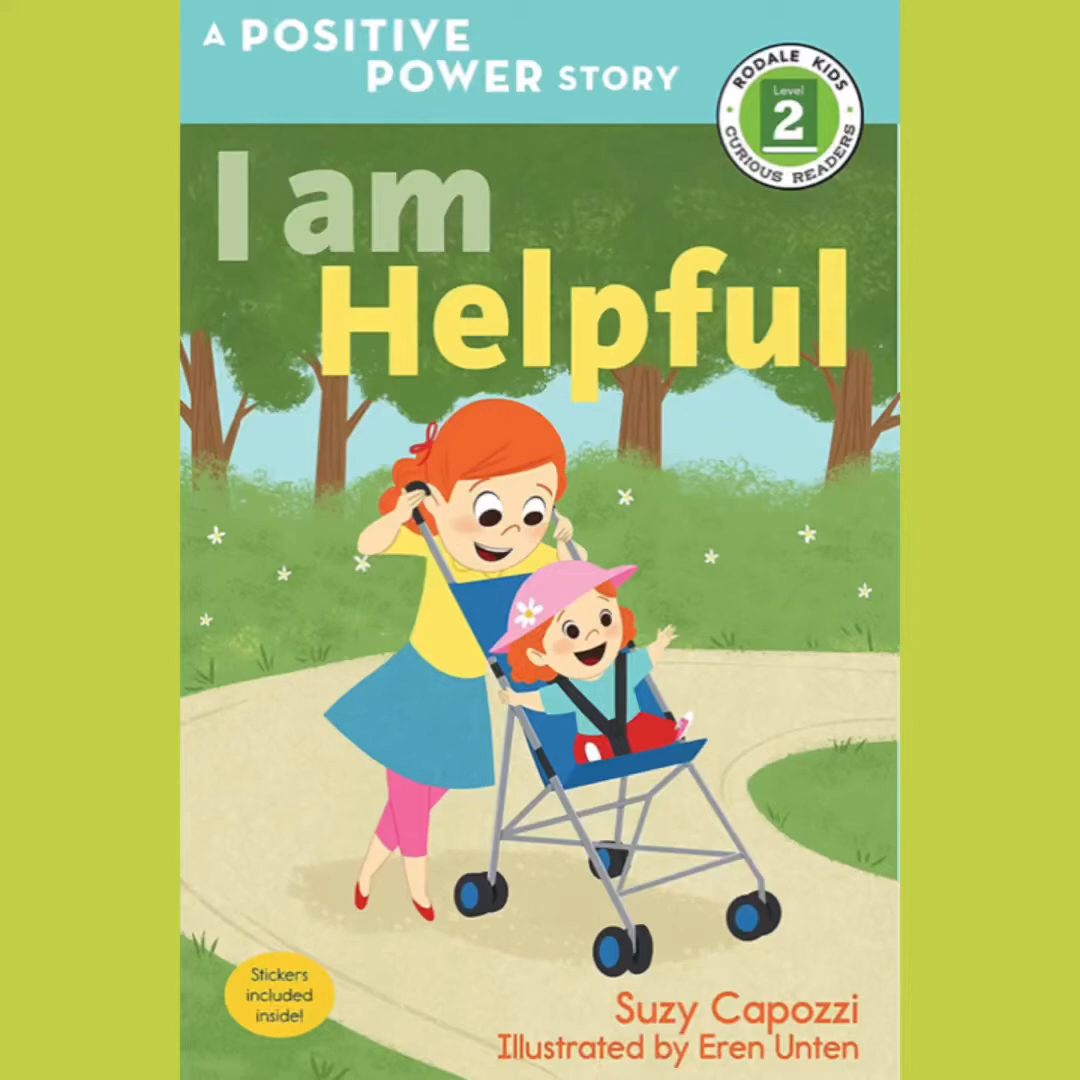 A POSITIVE
POWER STORY
RODALE KIDS
Level
2
CURIOUS READERS
I am
Helpful
Stickers
included
inside!
Suzy Capozzi
Illustrated by Eren Unten